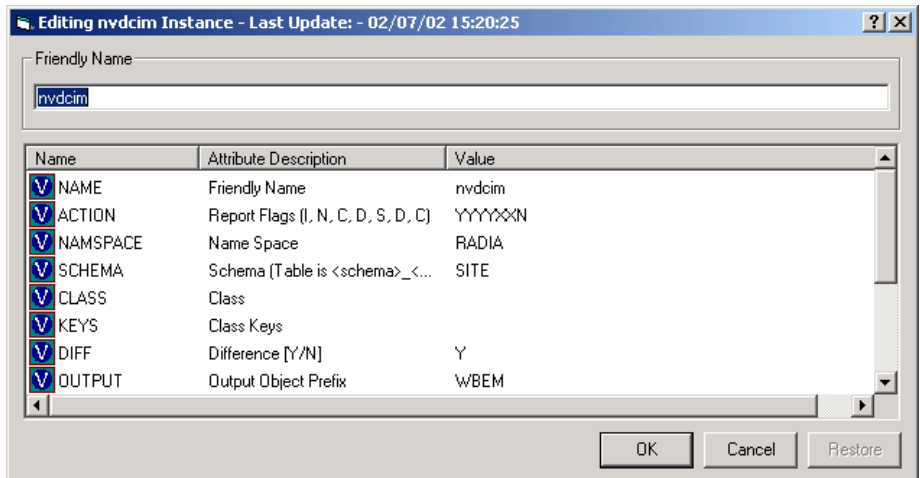 Editing nvdcim Instance - Last Update: - 02/07/02 15:20:25
Friendly Name
nvdcim
Name Attribute Description Value
V NAME Friendly Name nvdcim
V ACTION Report Flags (I, N, C, D, S, D, C) YYYYXXN
V NAMSPACE Name Space RADIA
V SCHEMA Schema (Table is <schema>_<... SITE
V CLASS Class
V KEYS Class Keys
V DIFF Difference [Y/N] Y
V OUTPUT Output Object Prefix WBEM
OK Cancel Restore